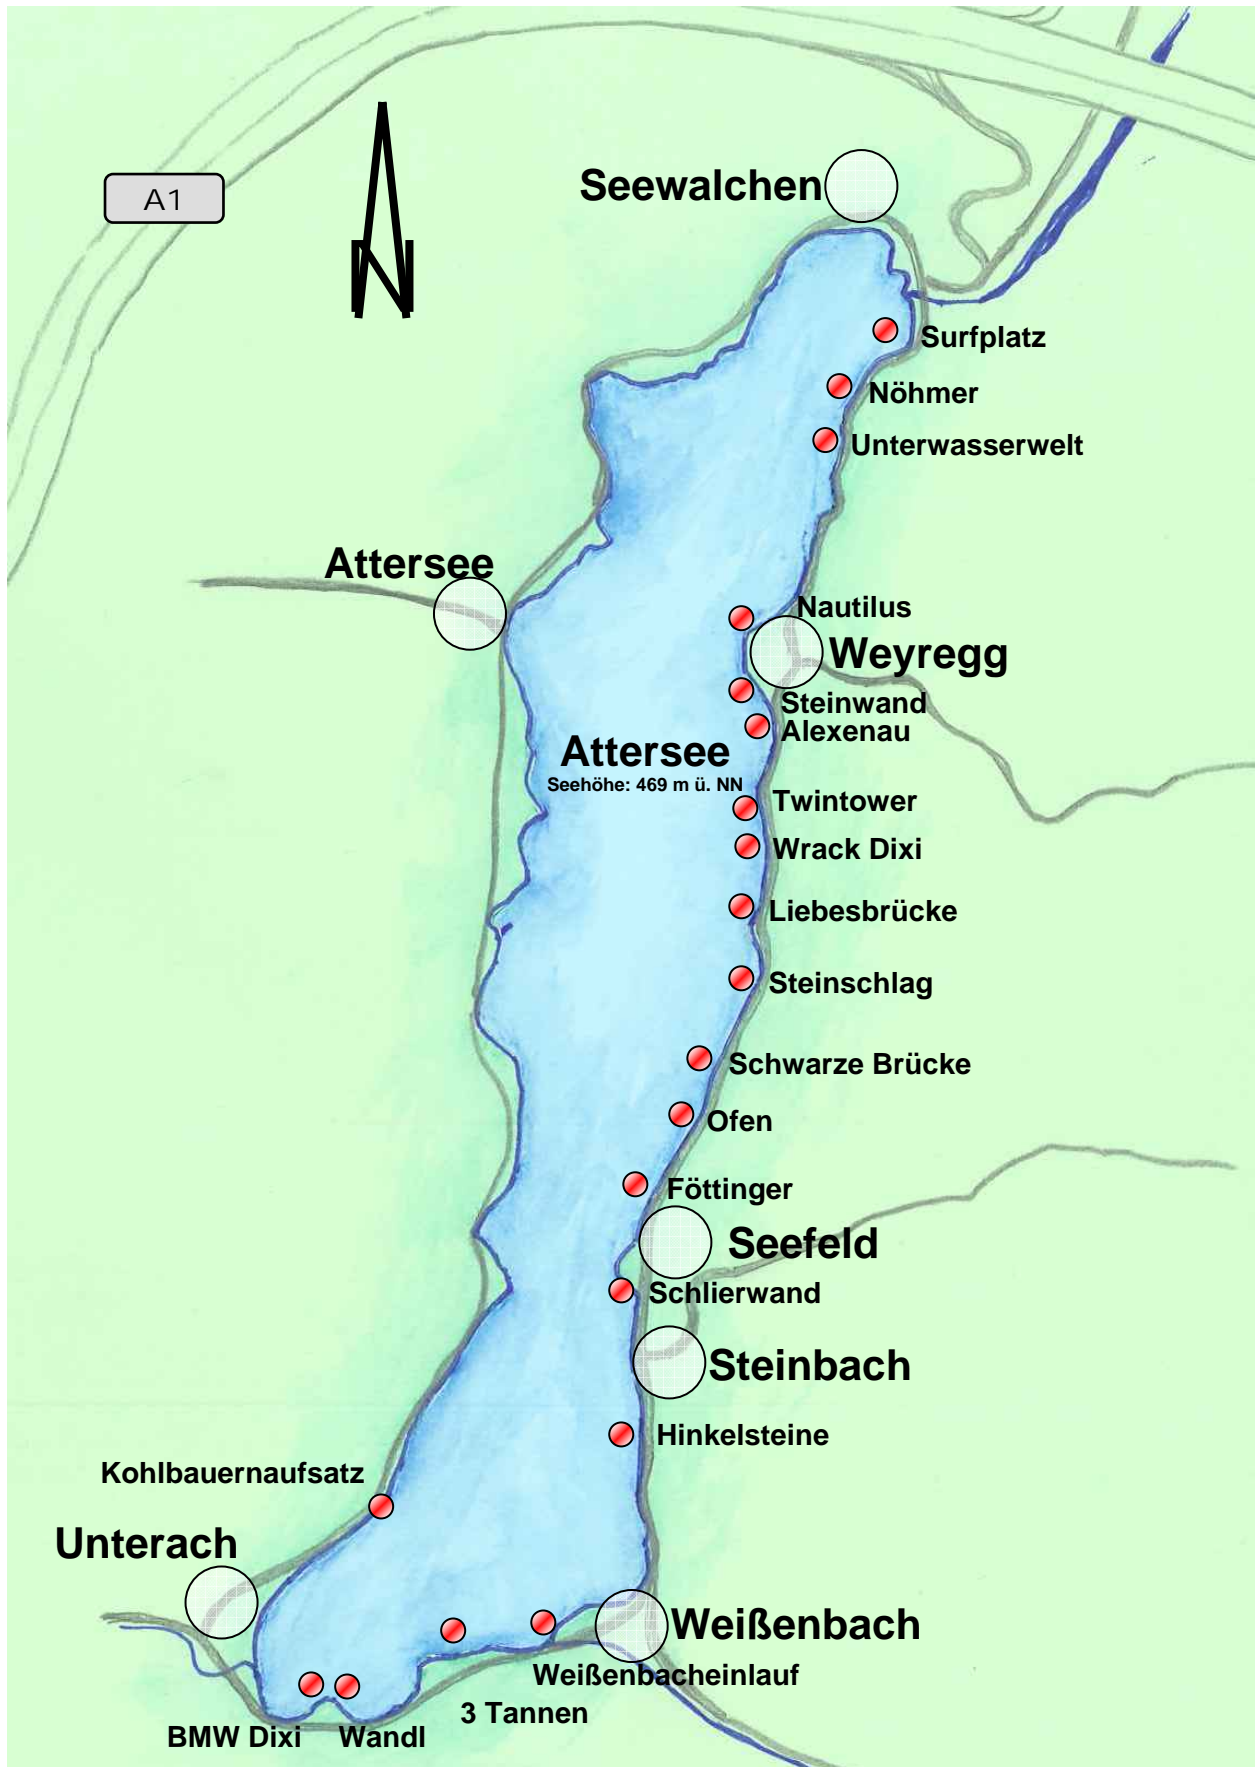 A1
N
Seewalchen
Surfplatz
Nöhmer
Unterwasserwelt
Attersee
Nautilus
Weyregg
Steinwand
Alexenau
Attersee
Seehöhe: 469 m ü. NN
Twintower
Wrack Dixi
Liebesbrücke
Steinschlag
Schwarze Brücke
Ofen
Föttinger
Seefeld
Schlierwand
Steinbach
Hinkelsteine
Kohlbauernaufsatz
Unterach
Weißenbach
Weißenbacheinlauf
3 Tannen
BMW Dixi
Wandl